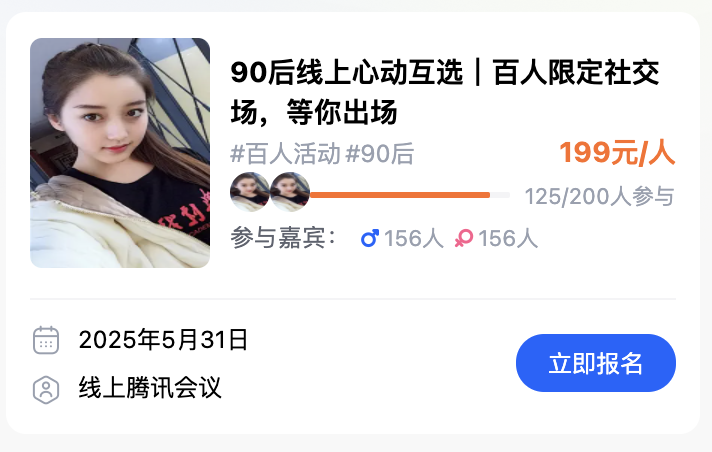 90后线上心动互选｜百人限定社交
场，等你出场
#百人活动 #90后
199元/人
125/200人参与
参与嘉宾： 156人 156人
2025年5月31日
线上腾讯会议
立即报名